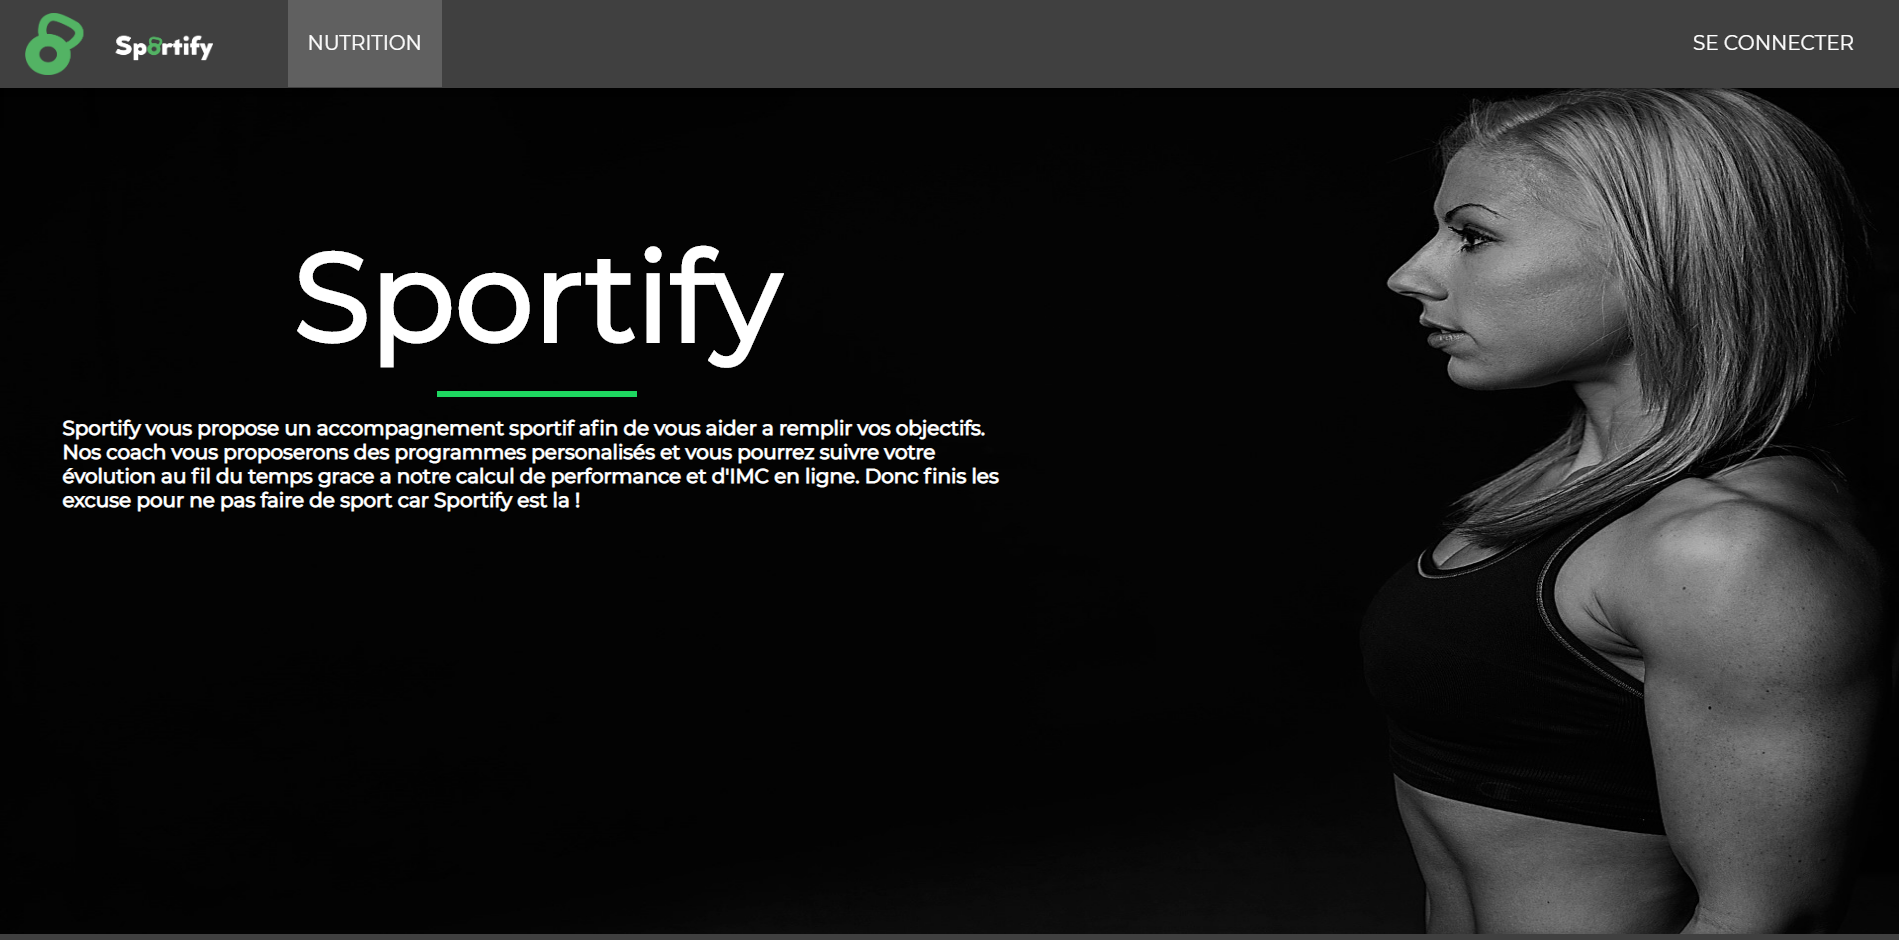 Sportify
NUTRITION
SE CONNECTER
Sportify
Sportify vous propose un accompagnement sportif afin de vous aider a remplir vos objectifs.
Nos coach vous proposerons des programmes personalisés et vous pourrez suivre votre
évolution au fil du temps grace a notre calcul de performance et d'IMC en ligne. Donc finis les
excuse pour ne pas faire de sport car Sportify est la !